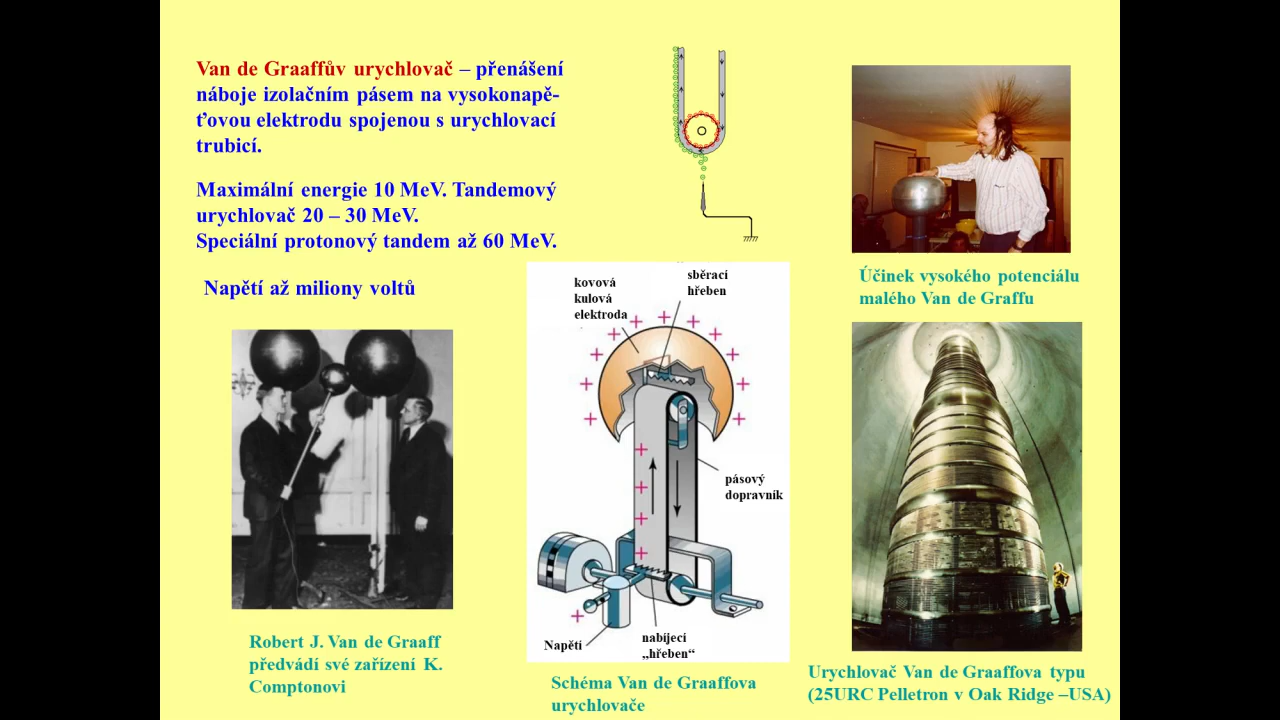 Van de Graaffův urychlovač – přenášení
náboje izolačním pásem na vysokonapě-
ťovou elektrodu spojenou s urychlovací
trubicí.
Maximální energie 10 MeV. Tandemový
urychlovač 20 – 30 MeV.
Speciální protonový tandem až 60 MeV.
Napětí až miliony voltů
Účinek vysokého potenciálu
malého Van de Graffu
kovová
kulová
elektroda
sběrací
hřeben
pásový
dopravník
Napětí
nabíjecí
„hřeben“
Robert J. Van de Graaff
předvádí své zařízení K.
Comptonovi
Schéma Van de Graaffova
urychlovače
Urychlovač Van de Graaffova typu
(25URC Pelletron v Oak Ridge –USA)